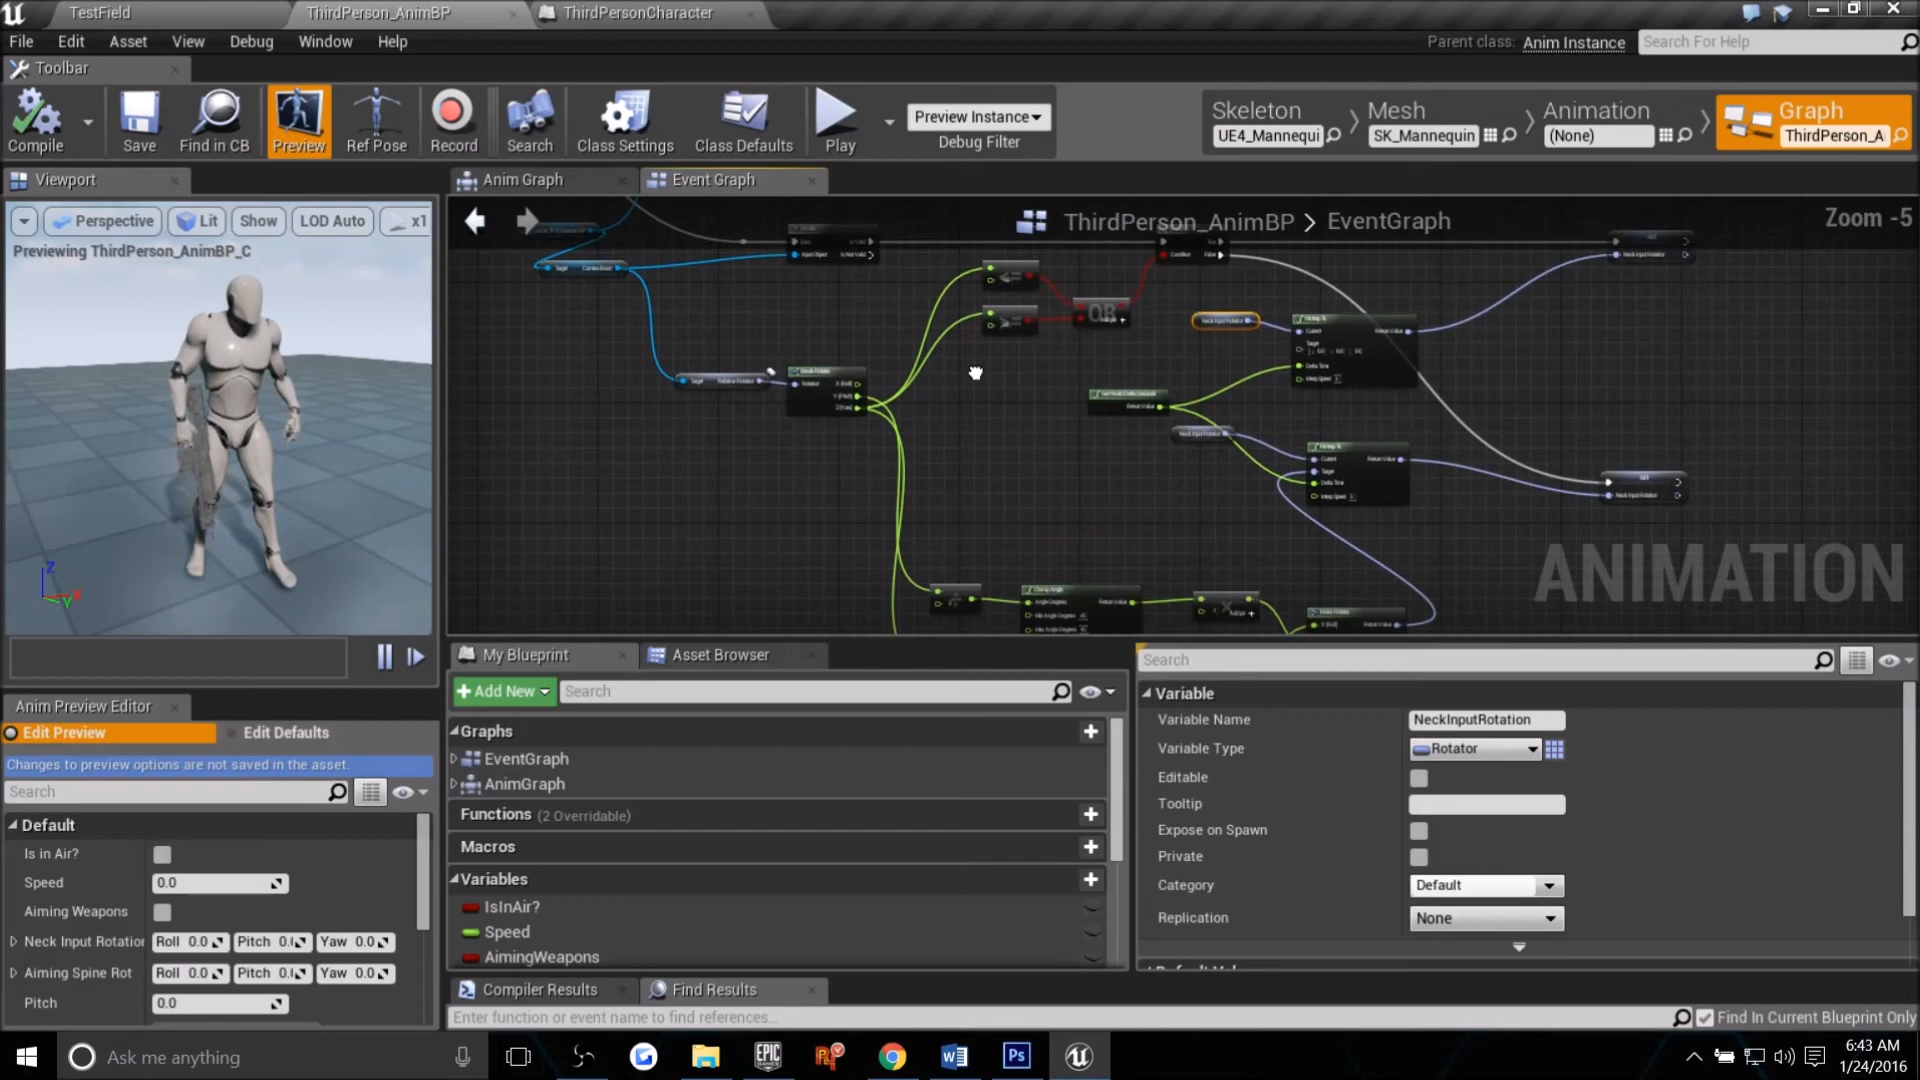 TestField
ThirdPerson_AnimBP
ThirdPersonCharacter
File Edit Asset View Debug Window Help
Parent class: Anim Instance
Search For Help
Toolbar
Compile
Save
Find in CB
Preview
Ref Pose
Record
Search
Class Settings
Class Defaults
Play
Preview Instance
Debug Filter
Skeleton
UE4_Mannequi
Mesh
SK_Mannequin
Animation
(None)
Graph
ThirdPerson_A
Viewport
Anim Graph
Event Graph
Perspective Lit Show LOD Auto x1
Previewing ThirdPerson_AnimBP_C
ThirdPerson_AnimBP > EventGraph
Zoom -5
OR
ANIMATION
Z
X
Y
My Blueprint
Asset Browser
Add New
Search
Graphs
EventGraph
AnimGraph
Functions (2 Overridable)
Macros
Variables
IsInAir?
Speed
AimingWeapons
Search
Variable
Variable Name NeckInputRotation
Variable Type Rotator
Editable
Tooltip
Expose on Spawn
Private
Category Default
Replication None
Anim Preview Editor
Edit Preview
Edit Defaults
Changes to preview options are not saved in the asset.
Search
Default
Is in Air?
Speed 0.0
Aiming Weapons
Neck Input Rotation Roll 0.0 Pitch 0.( Yaw 0.0
Aiming Spine Rot Roll 0.0 Pitch 0.( Yaw 0.0
Pitch 0.0
Compiler Results
Find Results
Enter function or event name to find references...
Find In Current Blueprint Only
Ask me anything
EPIC
GAMES
Ps
6:43 AM
1/24/2016